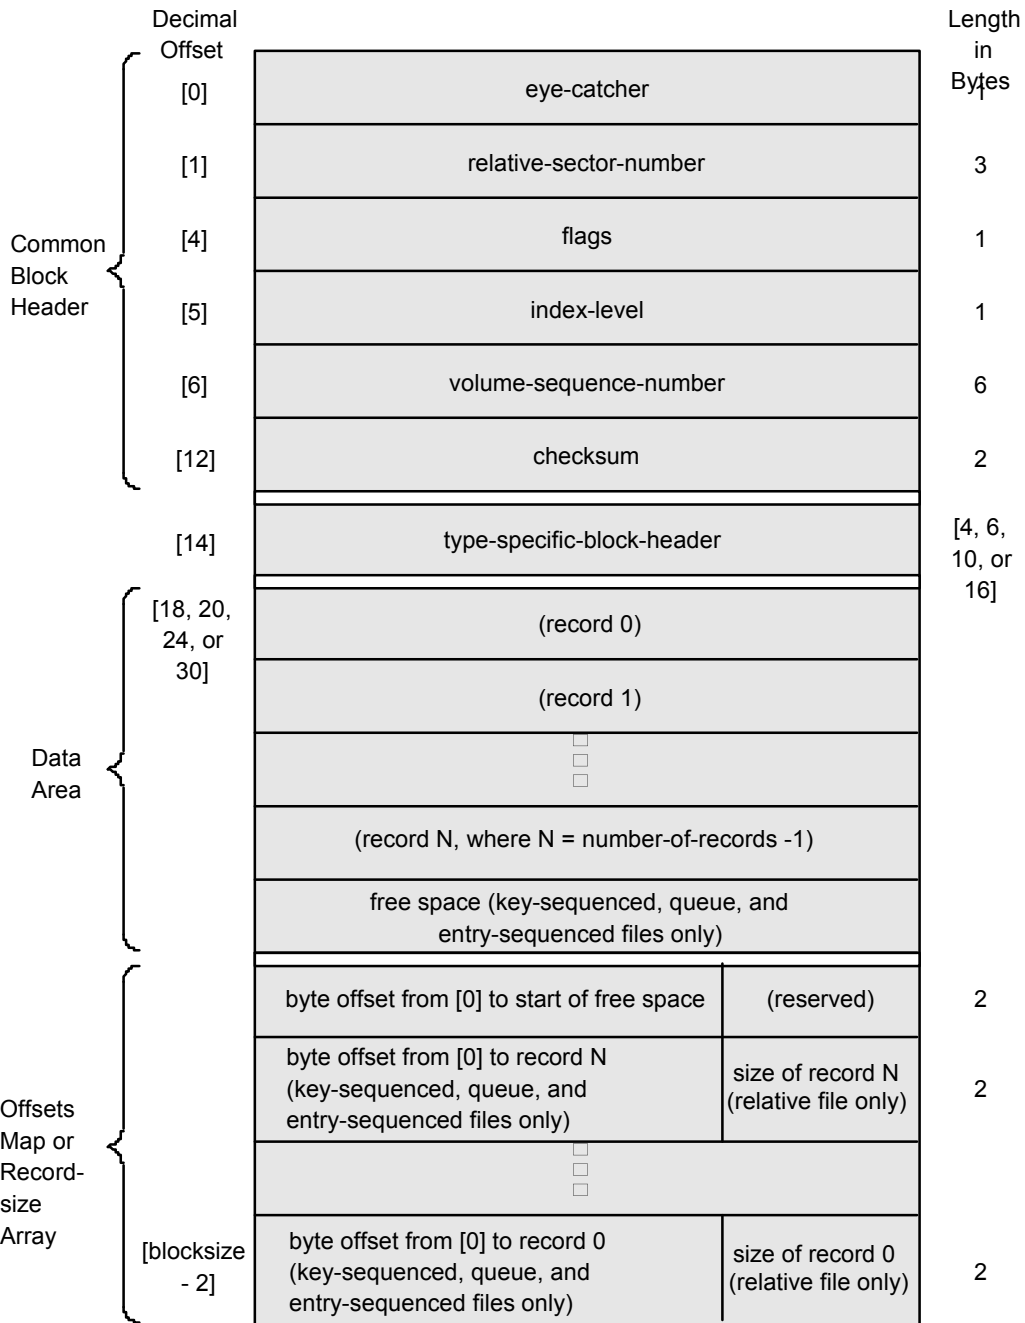 Decimal
Offset
Length
in
Bytes
[0]
eye-catcher
1
[1]
relative-sector-number
3
[4]
flags
1
Common
Block
Header
[5]
index-level
1
[6]
volume-sequence-number
6
[12]
checksum
2
[14]
type-specific-block-header
[4, 6,
10, or
16]
[18, 20,
24, or
30]
(record 0)
(record 1)
Data
Area
(record N, where N = number-of-records -1)
free space (key-sequenced, queue, and
entry-sequenced files only)
byte offset from [0] to start of free space
(reserved)
2
byte offset from [0] to record N
(key-sequenced, queue, and
entry-sequenced files only)
size of record N
(relative file only)
2
Offsets
Map or
Record-
size
Array
[blocksize
- 2]
byte offset from [0] to record 0
(key-sequenced, queue, and
entry-sequenced files only)
size of record 0
(relative file only)
2